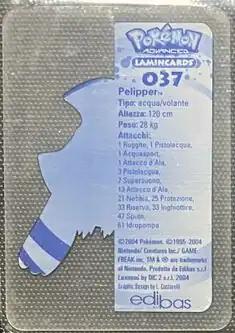 POKéMON
ADVANCED
LAMINCARDS
037
Pelipper™
Tipo: acqua/volante
Altezza: 120 cm
Peso: 28 kg
Attacchi:
1 Ruggito, 1 Pistolacqua,
1 Acquasport,
1 Attacco d'Ala,
3 Pistolacqua,
7 Supersuono,
13 Attacco d'Ala,
21 Nebbia, 25 Protezione,
33 Riserva, 33 Inghiottire,
47 Sputo,
61 Idropompa
©2004 Pokémon. ©1995-2004
Nintendo/ Creatures Inc./ GAME
FREAK inc. TM & ® are trademarks
of Nintendo. Prodotto da Edibas s.r.l.
Licensed by DIC 2 s.r.l. 2004
Graphic Design by
edibas